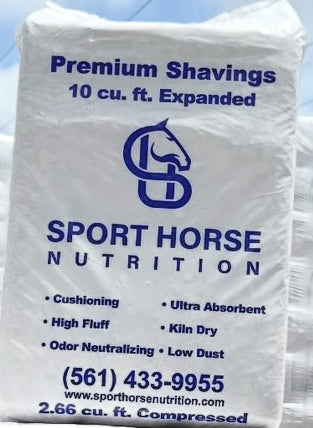 Premium Shavings
10 cu. ft. Expanded
SPORT HORSE
NUTRITION
• Cushioning • Ultra Absorbent
• High Fluff • Kiln Dry
• Odor Neutralizing • Low Dust
(561) 433-9955
www.sporthorsenutrition.com
2.66 cu. ft. Compressed